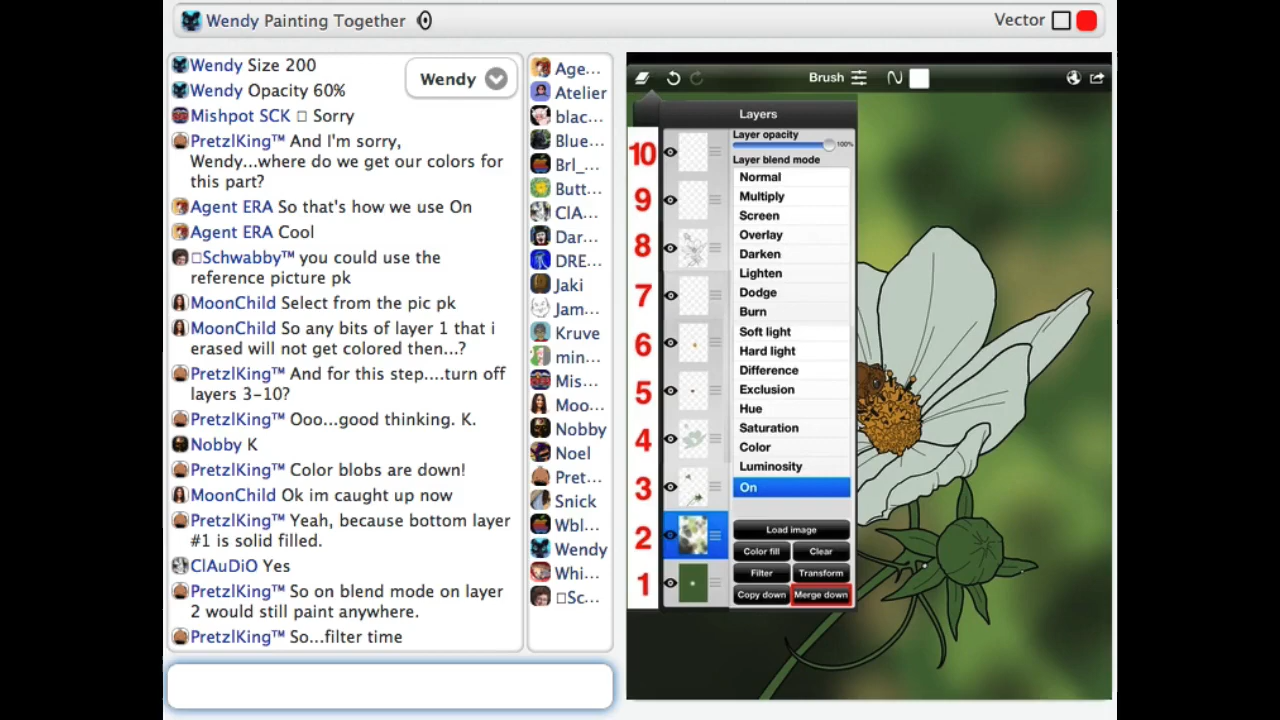 Wendy Painting Together
Vector
Wendy Size 200
Wendy Opacity 60%
Wendy
Mishpot SCK Sorry
PretzlKing™ And I'm sorry,
Wendy...where do we get our colors for
this part?
Agent ERA So that's how we use On
Agent ERA Cool
Schwabby™ you could use the
reference picture pk
MoonChild Select from the pic pk
MoonChild So any bits of layer 1 that i
erased will not get colored then...?
PretzlKing™ And for this step....turn off
layers 3-10?
PretzlKing™ Ooo...good thinking. K.
Nobby K
PretzlKing™ Color blobs are down!
MoonChild Ok im caught up now
PretzlKing™ Yeah, because bottom layer
#1 is solid filled.
ClAuDiO Yes
PretzlKing™ So on blend mode on layer
2 would still paint anywhere.
PretzlKing™ So...filter time
Age...
Atelier
blac...
Blue...
Brl_...
Butt...
ClA...
Dar...
DRE...
Jaki
Jam...
Kruve
min...
Mis...
Moo...
Nobby
Noel
Pret...
Snick
Wbl...
Wendy
Whi...
Sc...
Brush
Layers
10
9
8
7
6
5
4
3
2
1
Layer opacity
100%
Layer blend mode
Normal
Multiply
Screen
Overlay
Darken
Lighten
Dodge
Burn
Soft light
Hard light
Difference
Exclusion
Hue
Saturation
Color
Luminosity
On
Load image
Color fill Clear
Filter Transform
Copy down Merge down